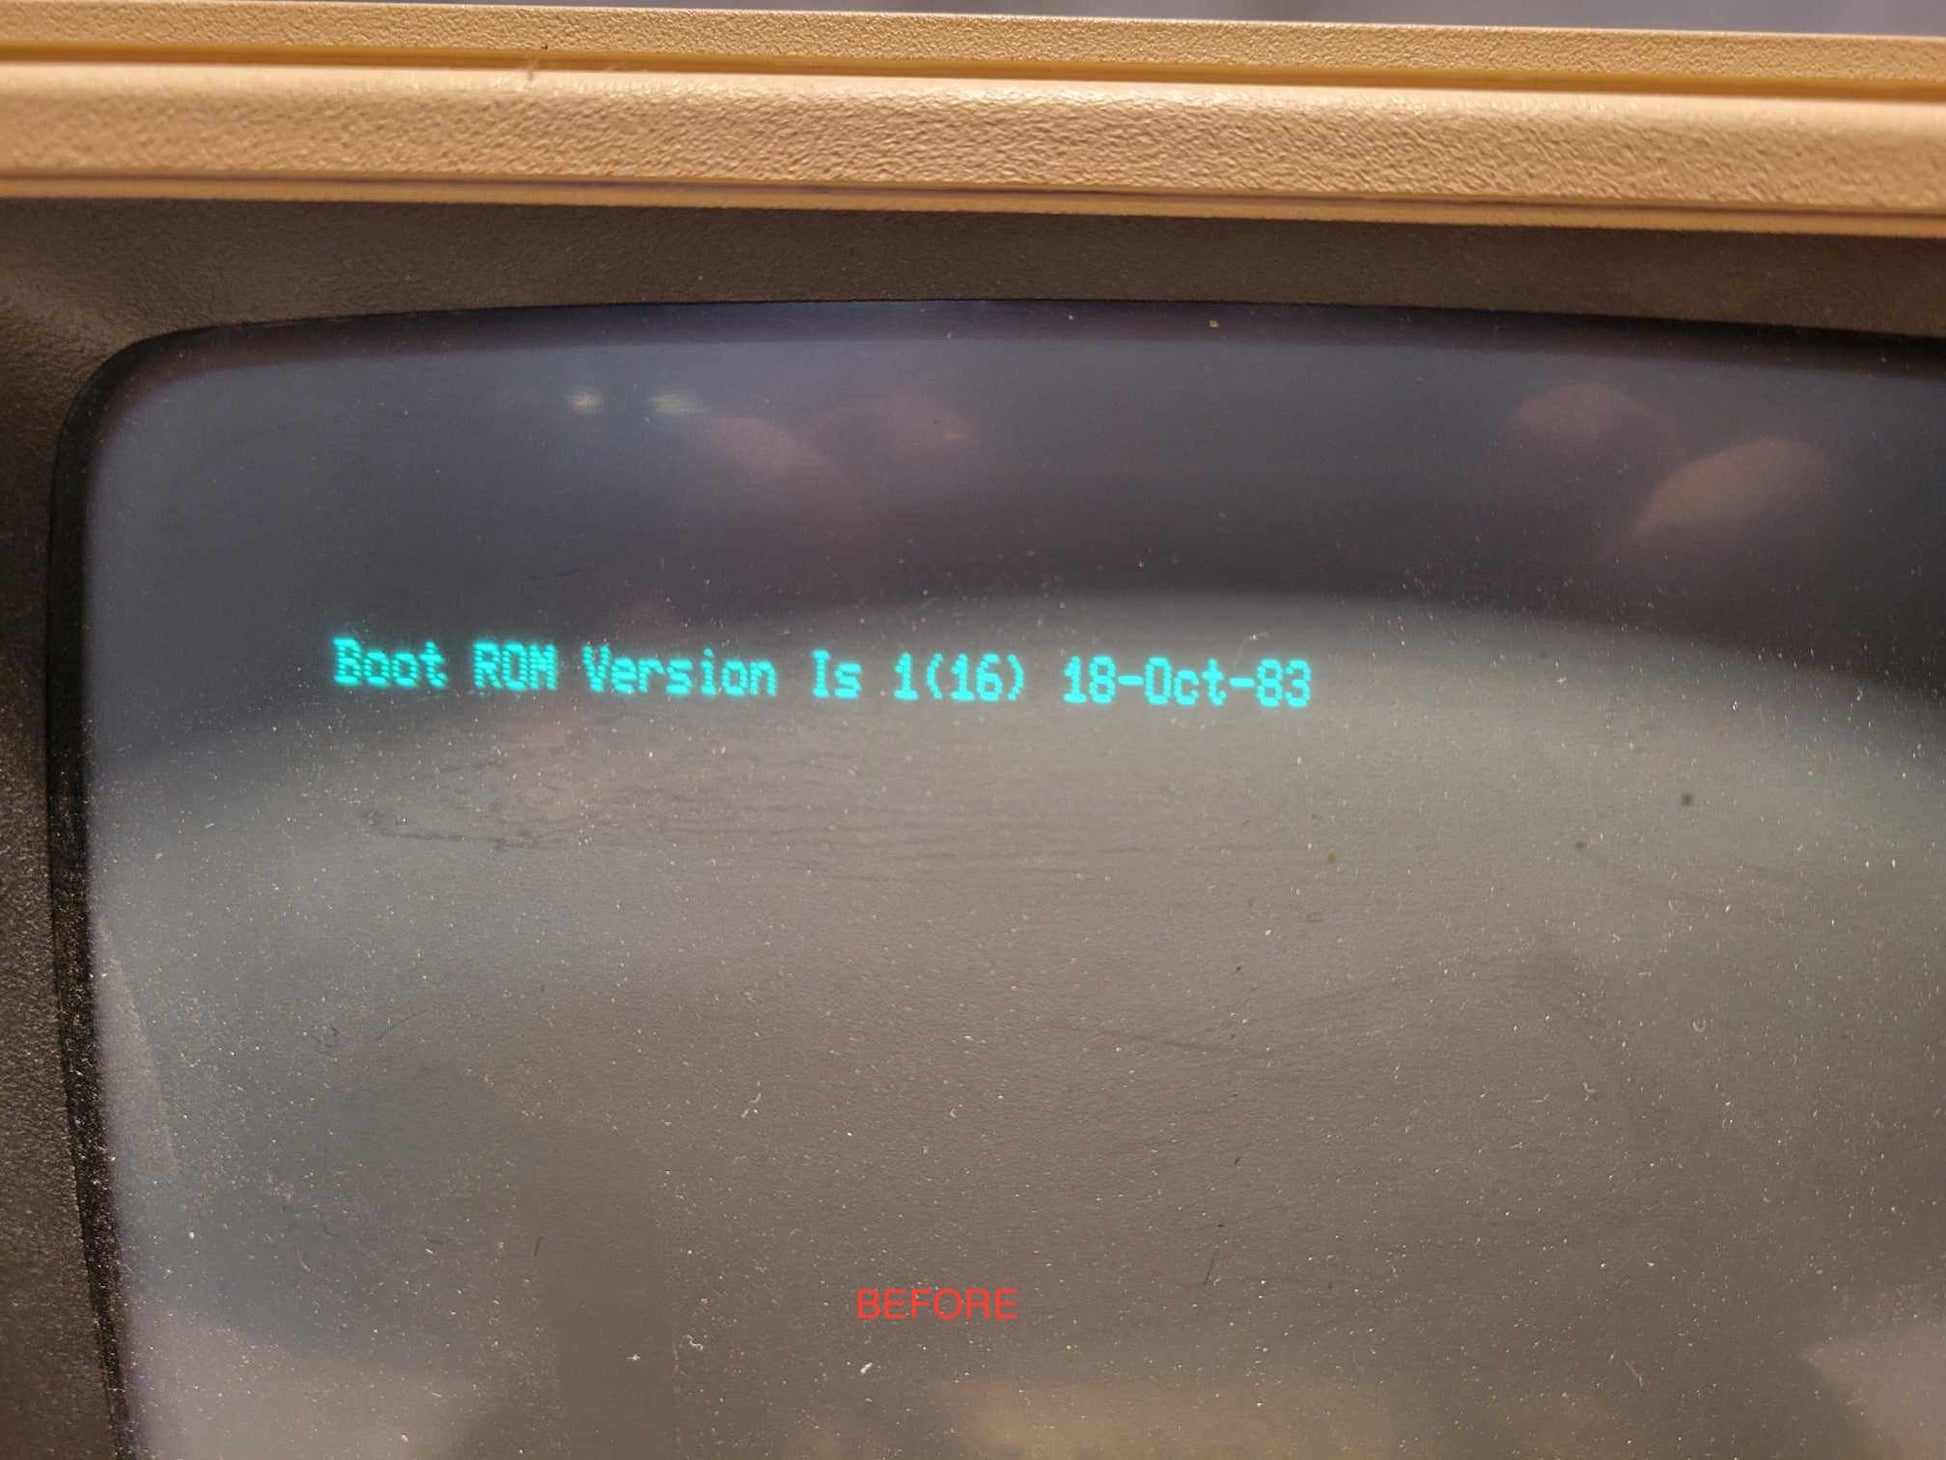 Boot ROM Version Is 1(16) 18-Oct-83
BEFORE